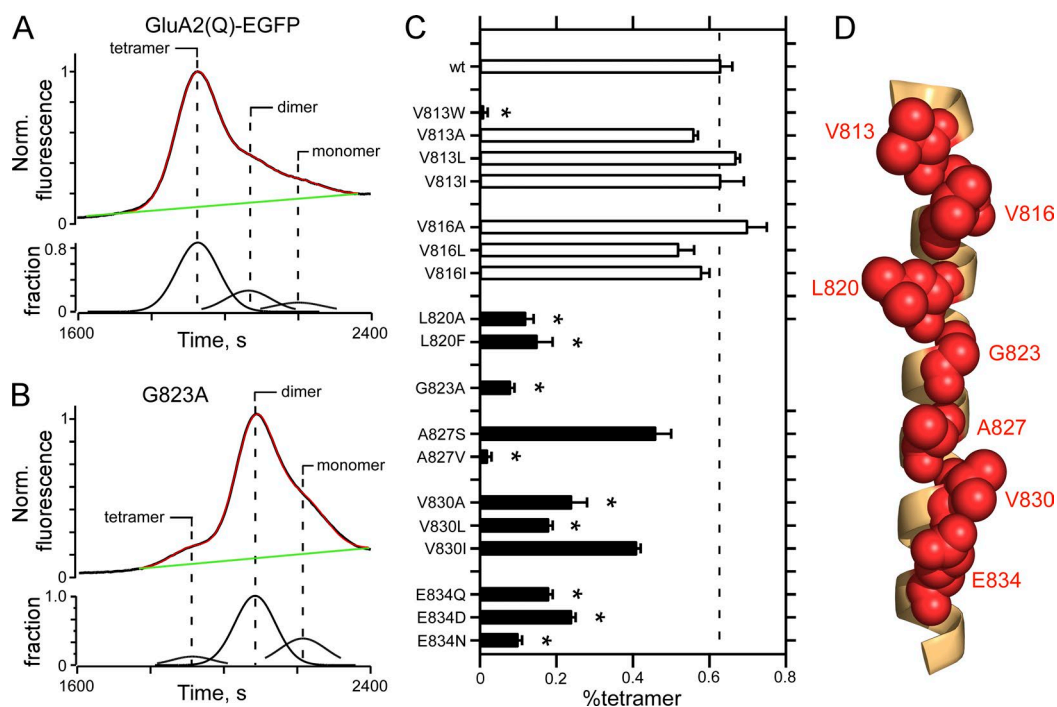 A
GluA2(Q)-EGFP
tetramer
dimer
monomer
Norm.
fluorescence
1
0
fraction
0.8
0
1600
2400
Time, s
B
G823A
dimer
monomer
tetramer
Norm.
fluorescence
1
0
fraction
1.0
0
1600
2400
Time, s
C
wt
V813W *
V813A
V813L
V813I
V816A
V816L
V816I
L820A *
L820F *
G823A *
A827S
A827V *
V830A *
V830L *
V830I
E834Q *
E834D *
E834N *
0 0.2 0.4 0.6 0.8
%tetramer
D
V813
V816
L820
G823
A827
V830
E834